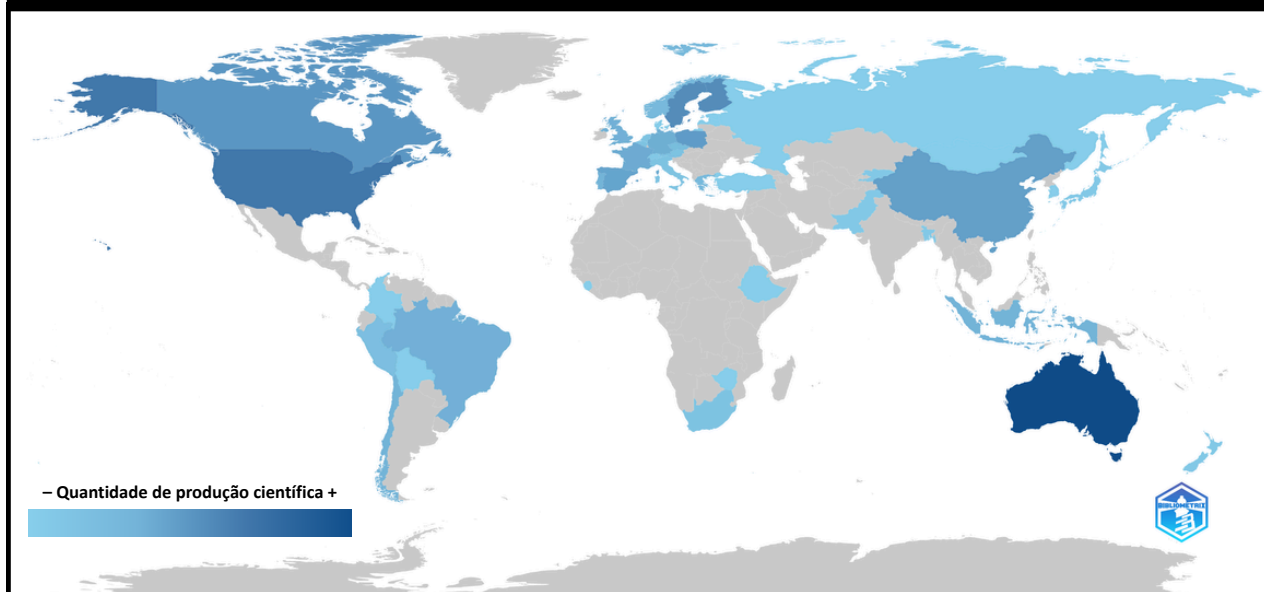 – Quantidade de produção científica +
BIBLIOMETRIX